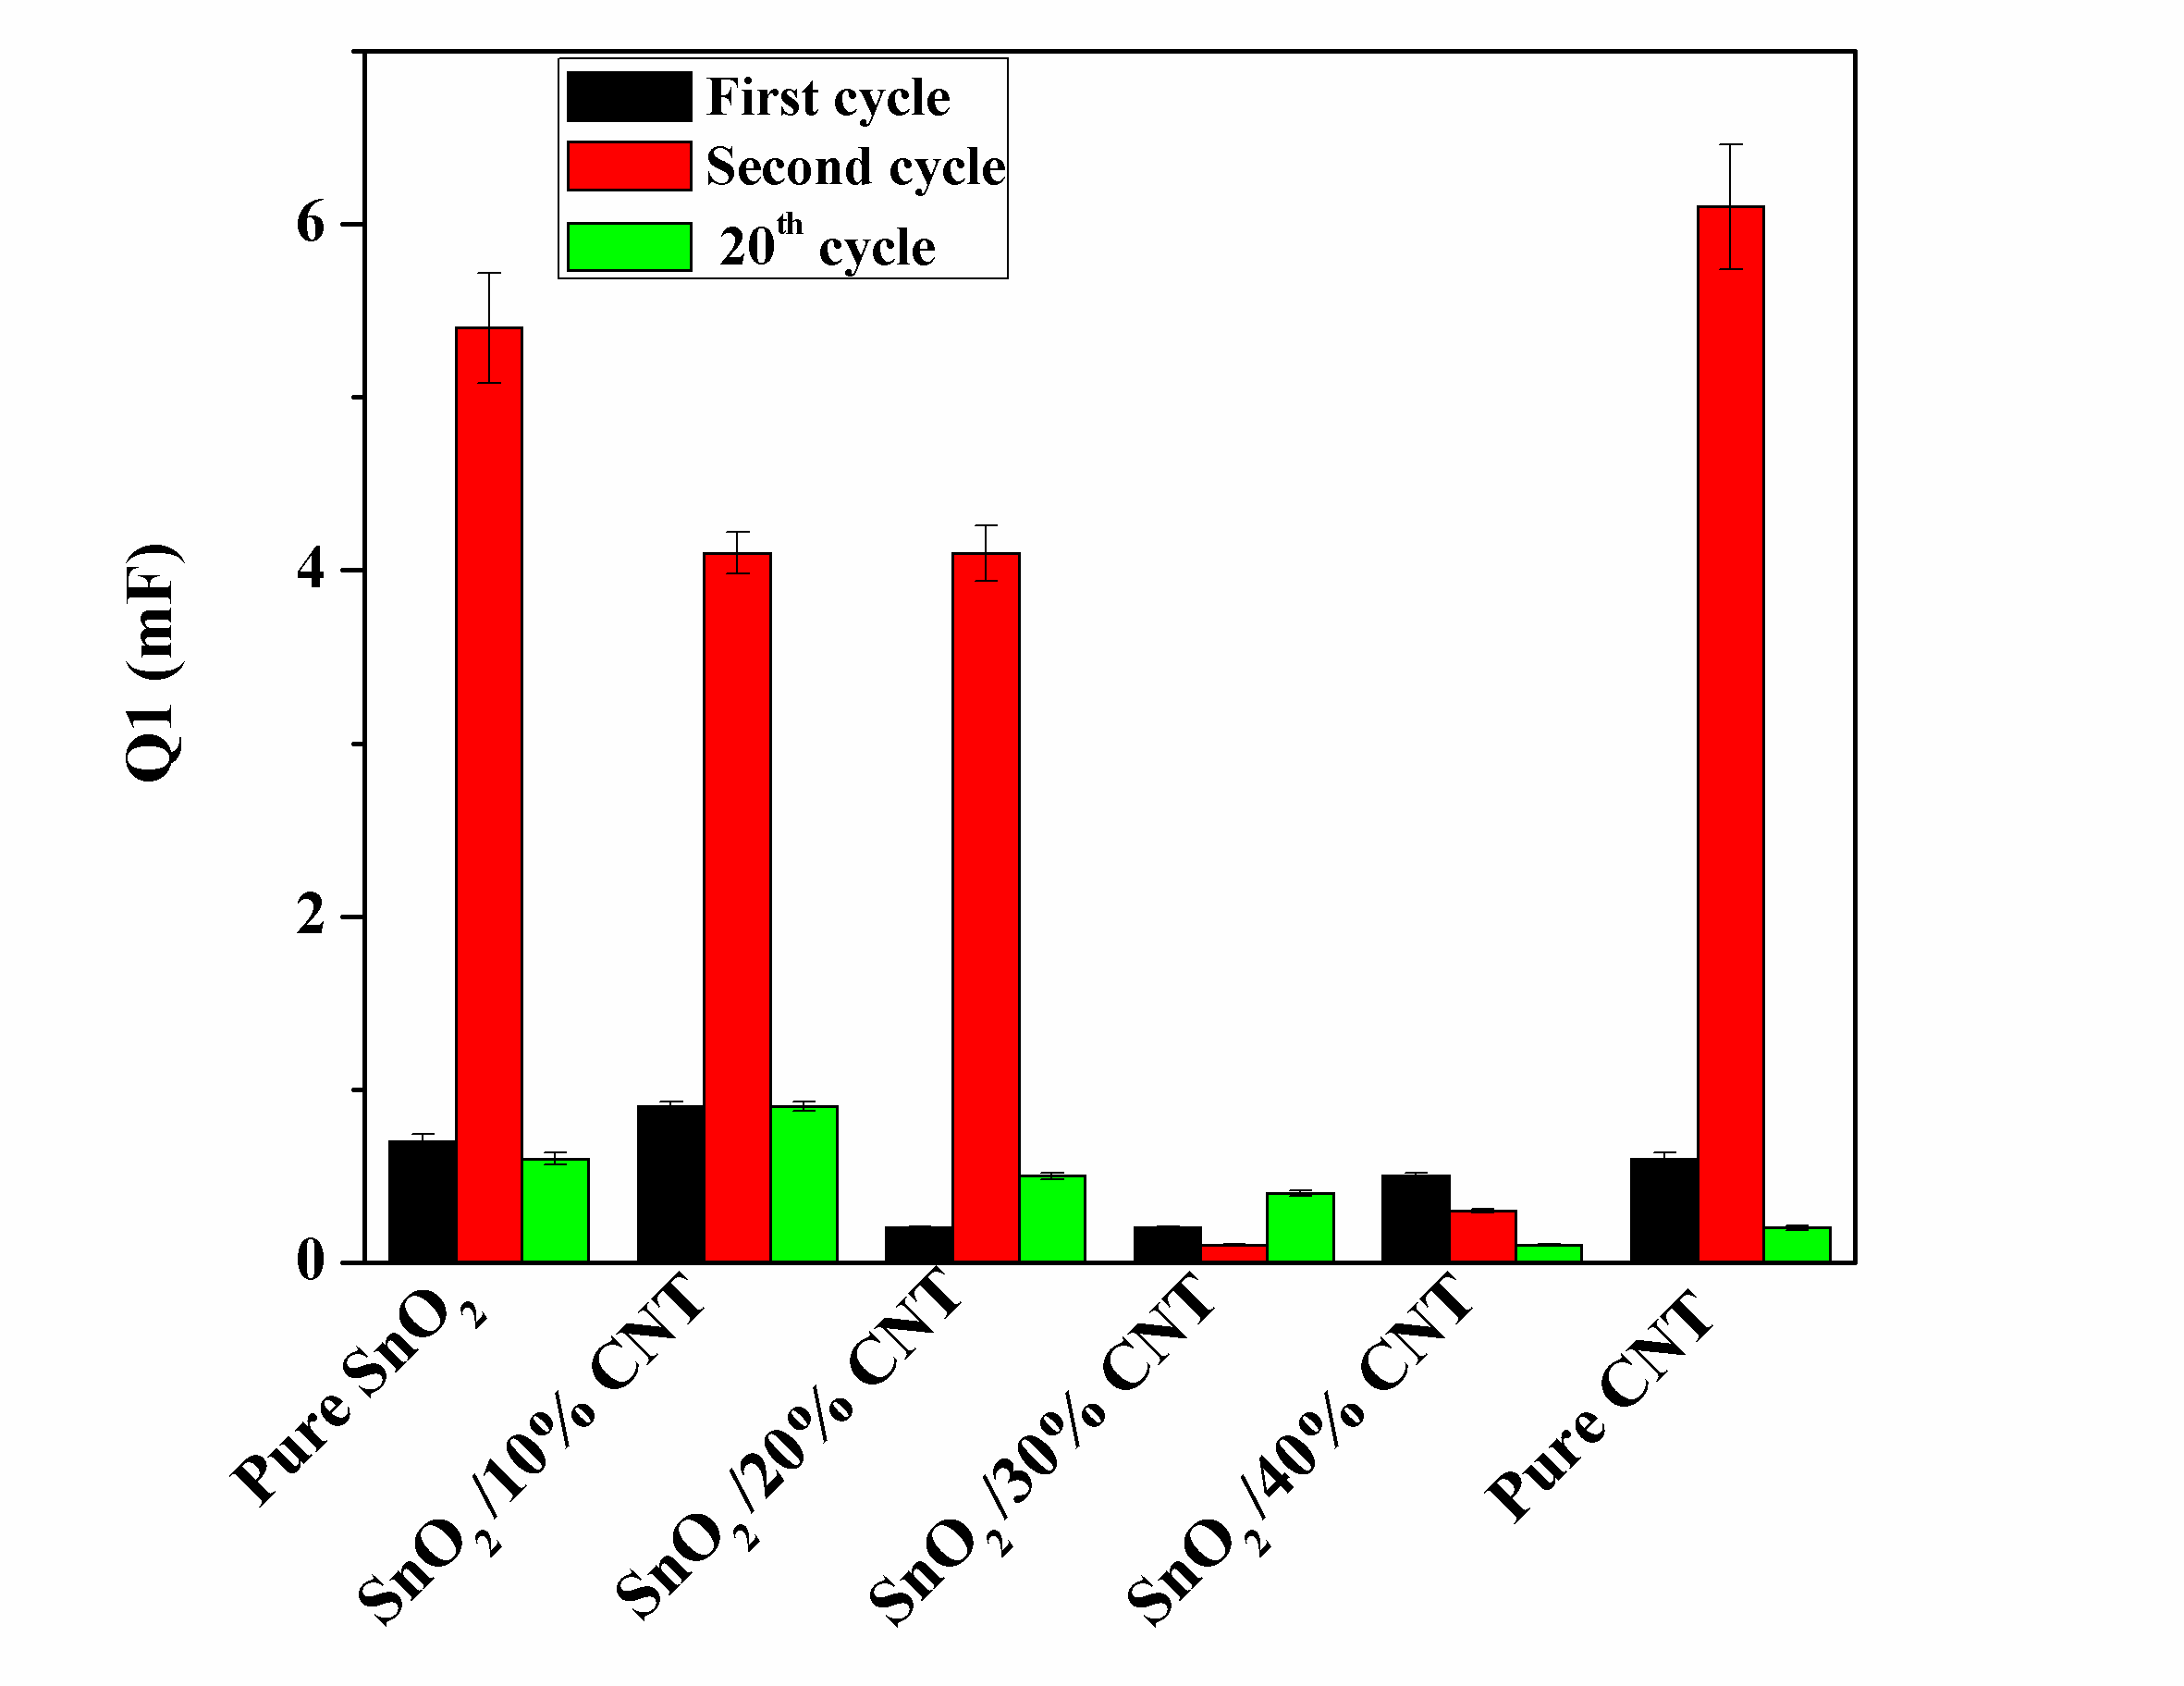 First cycle
Second cycle
20th cycle
6
4
2
0
Q1 (mF)
Pure SnO2
SnO2/10% CNT
SnO2/20% CNT
SnO2/30% CNT
SnO2/40% CNT
Pure CNT